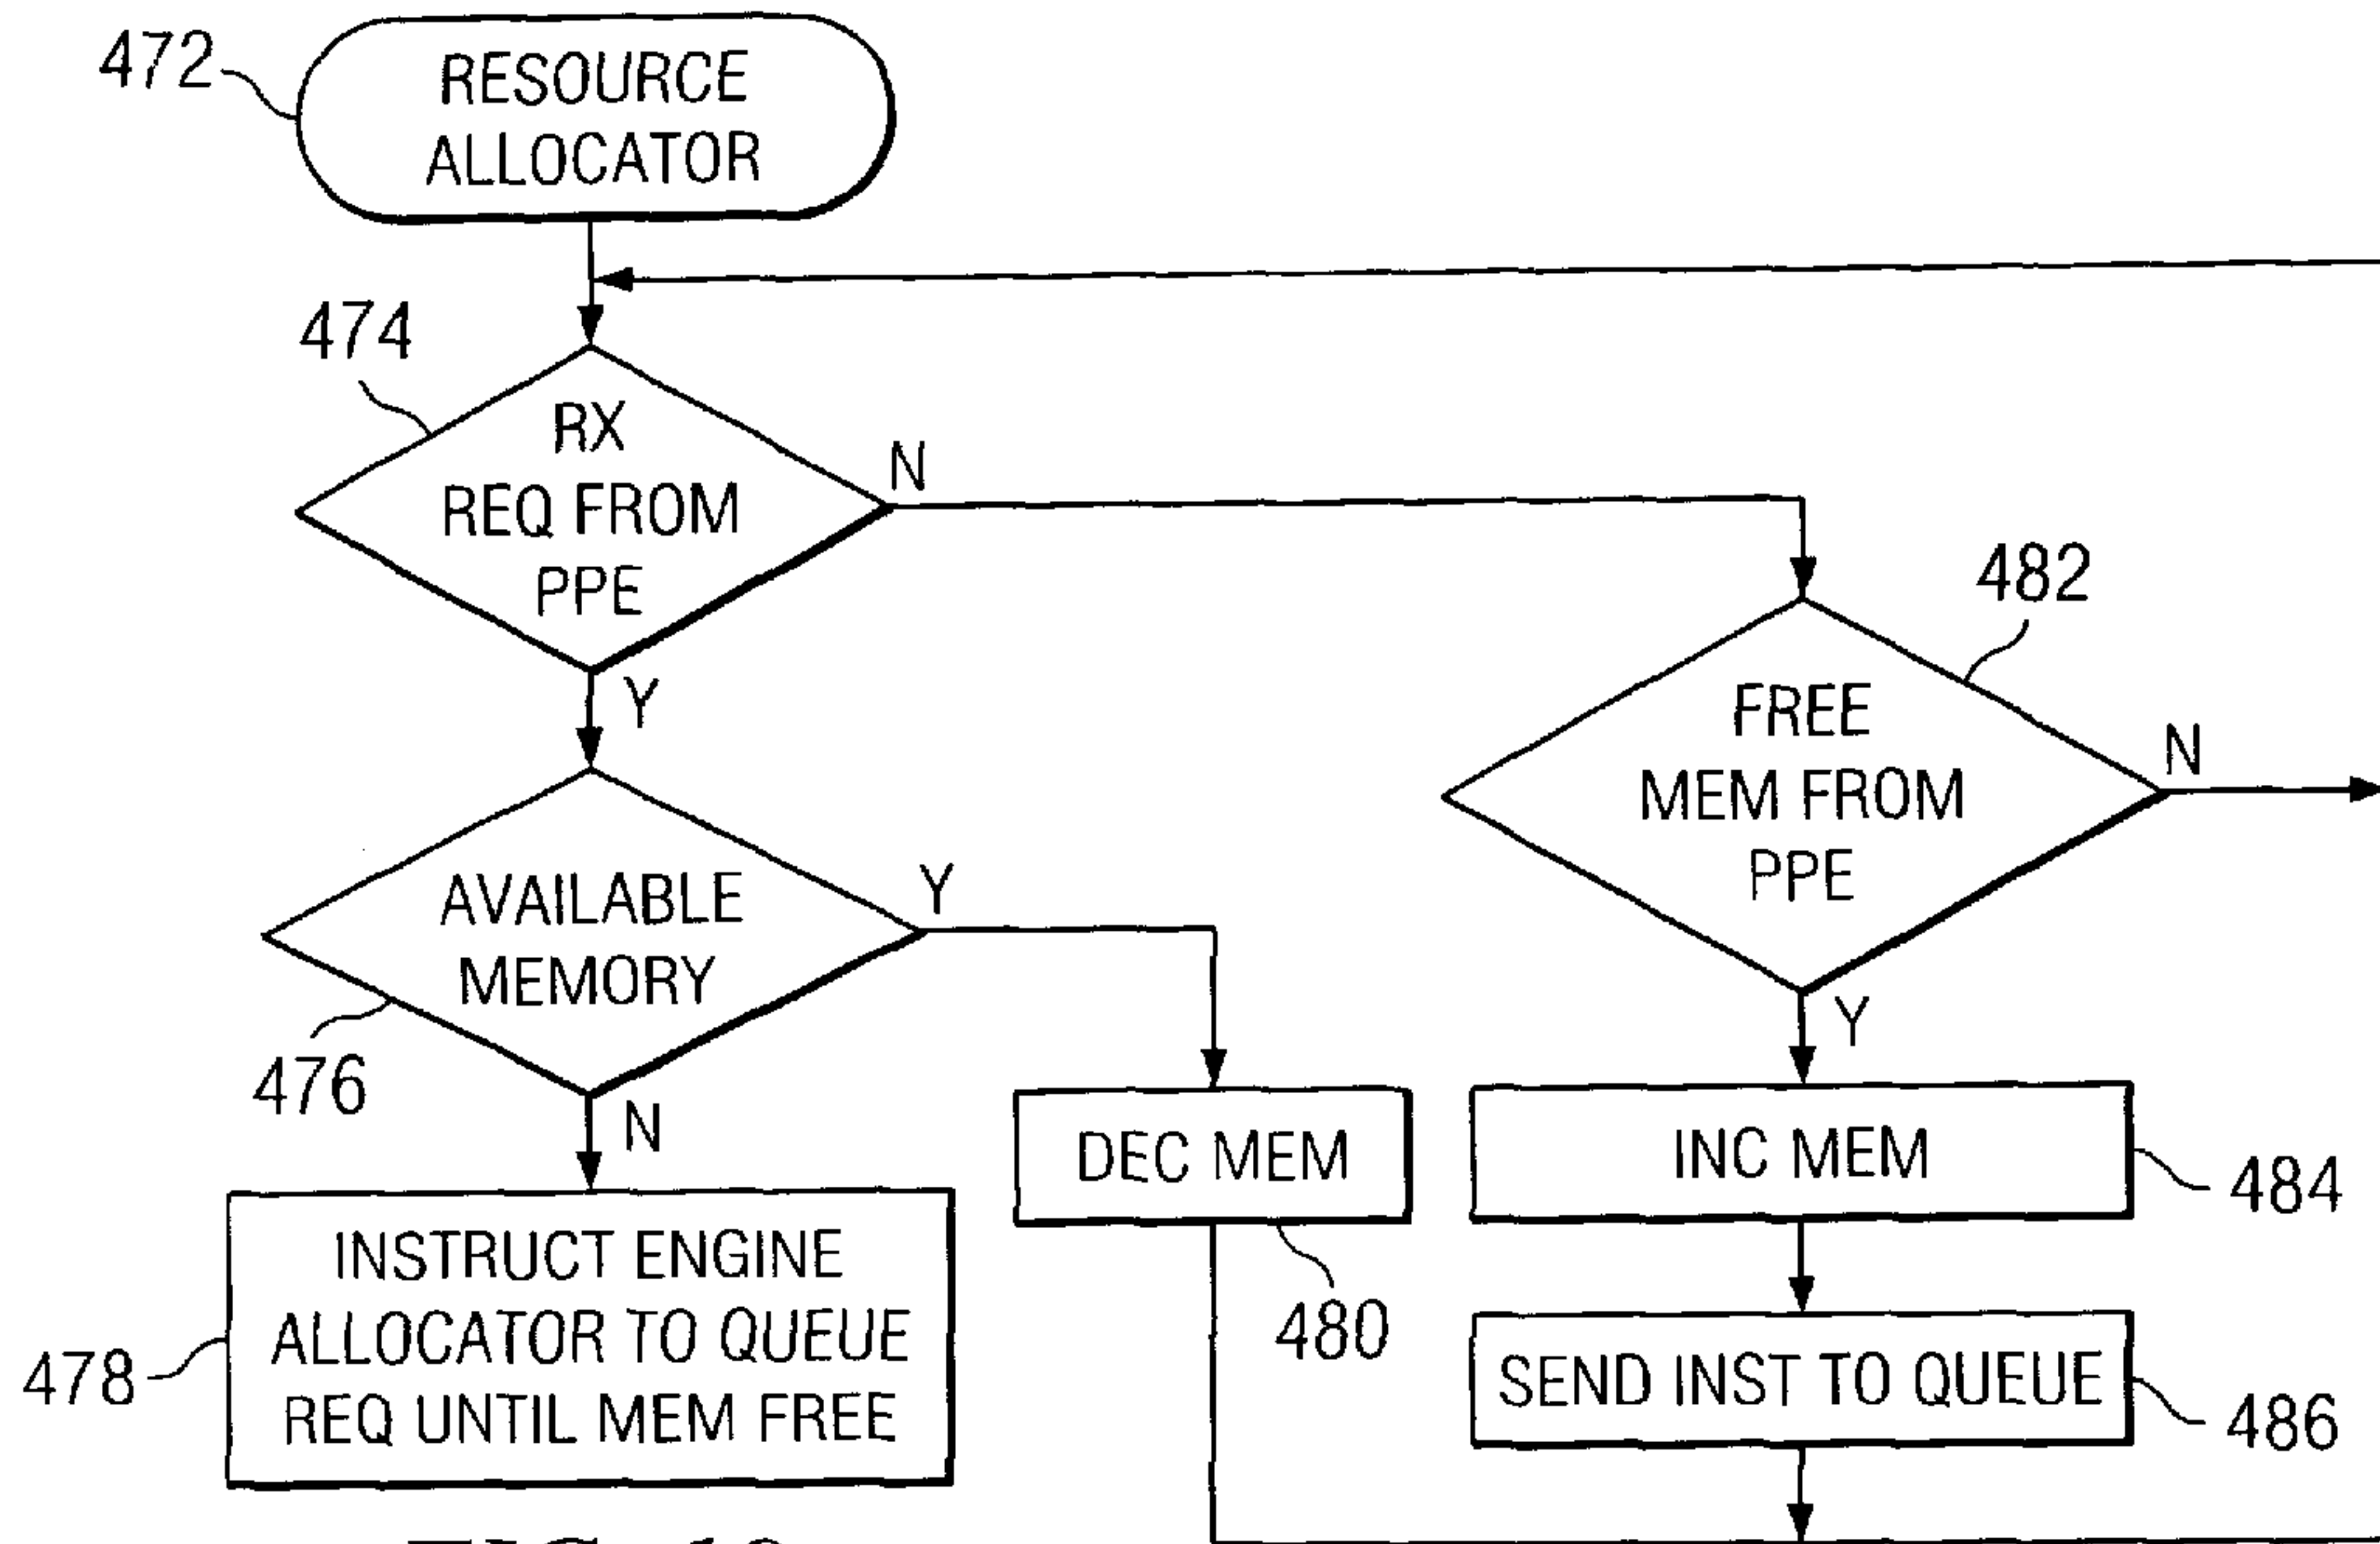 472
RESOURCE
ALLOCATOR
474
RX
REQ FROM
PPE
N
Y
482
FREE
MEM FROM
PPE
N
Y
AVAILABLE
MEMORY
Y
476
N
DEC MEM
480
INC MEM
484
INSTRUCT ENGINE
ALLOCATOR TO QUEUE
REQ UNTIL MEM FREE
478
SEND INST TO QUEUE
486